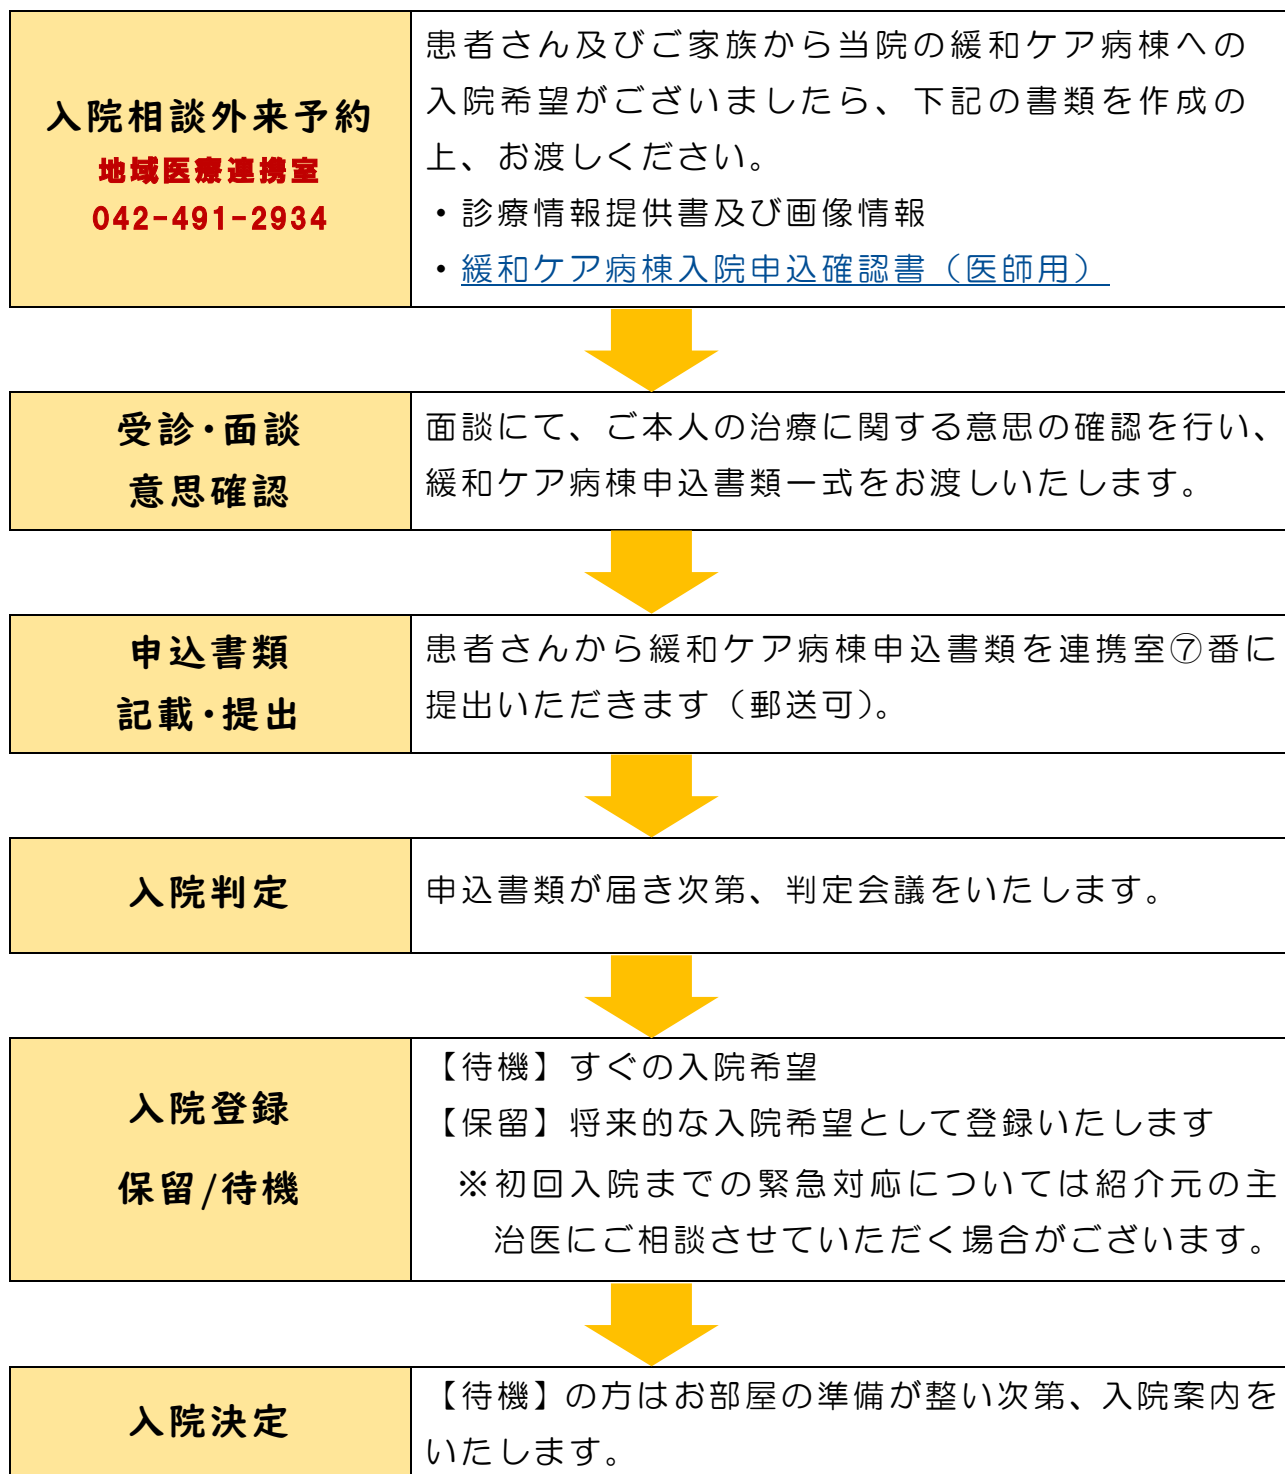 入院相談外来予約
地域医療連携室
042-491-2934
患者さん及びご家族から当院の緩和ケア病棟への
入院希望がございましたら、下記の書類を作成の
上、お渡しください。
・診療情報提供書及び画像情報
・緩和ケア病棟入院申込確認書（医師用）
受診・面談
意思確認
面談にて、ご本人の治療に関する意思の確認を行い、
緩和ケア病棟申込書類一式をお渡しいたします。
申込書類
記載・提出
患者さんから緩和ケア病棟申込書類を連携室⑦番に
提出いただきます（郵送可）。
入院判定
申込書類が届き次第、判定会議をいたします。
入院登録
保留/待機
【待機】すぐの入院希望
【保留】将来的な入院希望として登録いたします
※初回入院までの緊急対応については紹介元の主
治医にご相談させていただく場合がございます。
入院決定
【待機】の方はお部屋の準備が整い次第、入院案内を
いたします。